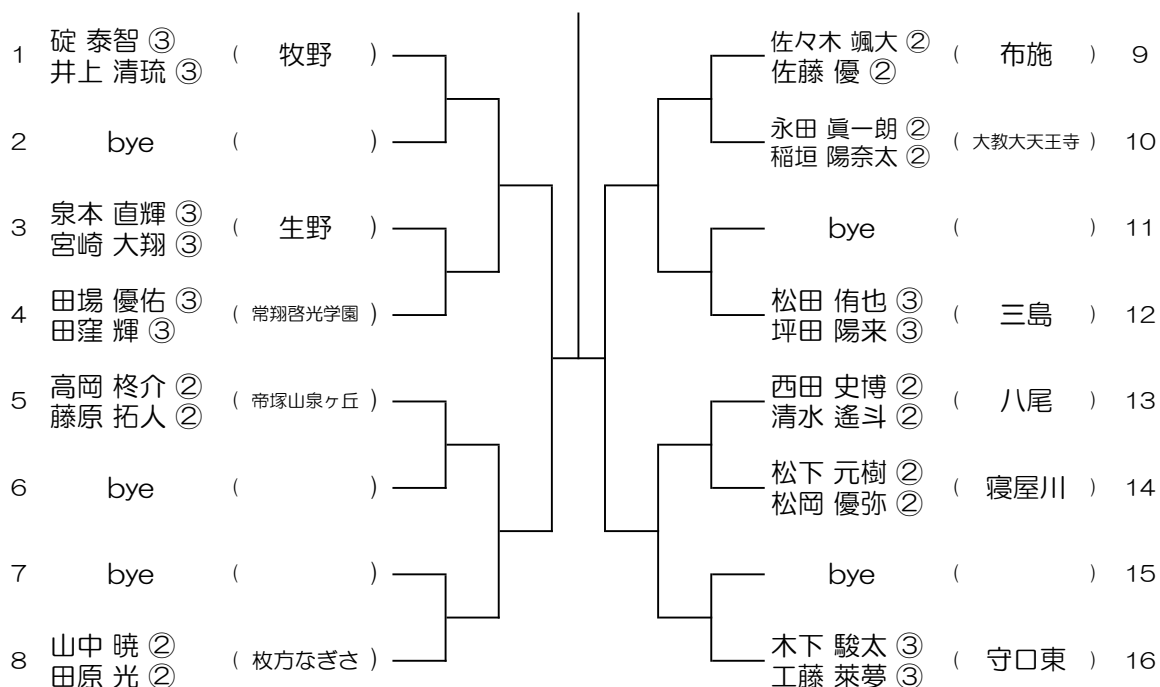 1 碇 泰智 ③
井上 清琉 ③ ( 牧野 )
2 bye ( )
3 泉本 直輝 ③
宮崎 大翔 ③ ( 生野 )
4 田場 優佑 ③
田窪 輝 ③ ( 常翔啓光学園 )
5 高岡 柊介 ②
藤原 拓人 ② ( 帝塚山泉ヶ丘 )
6 bye ( )
7 bye ( )
8 山中 暁 ②
田原 光 ② ( 枚方なぎさ )
佐々木 颯大 ②
佐藤 優 ② ( 布施 ) 9
永田 眞一朗 ②
稲垣 陽奈太 ② ( 大教大天王寺 ) 10
bye ( ) 11
松田 侑也 ③
坪田 陽来 ③ ( 三島 ) 12
西田 史博 ②
清水 遙斗 ② ( 八尾 ) 13
松下 元樹 ②
松岡 優弥 ② ( 寝屋川 ) 14
bye ( ) 15
木下 駿太 ③
工藤 萊夢 ③ ( 守口東 ) 16